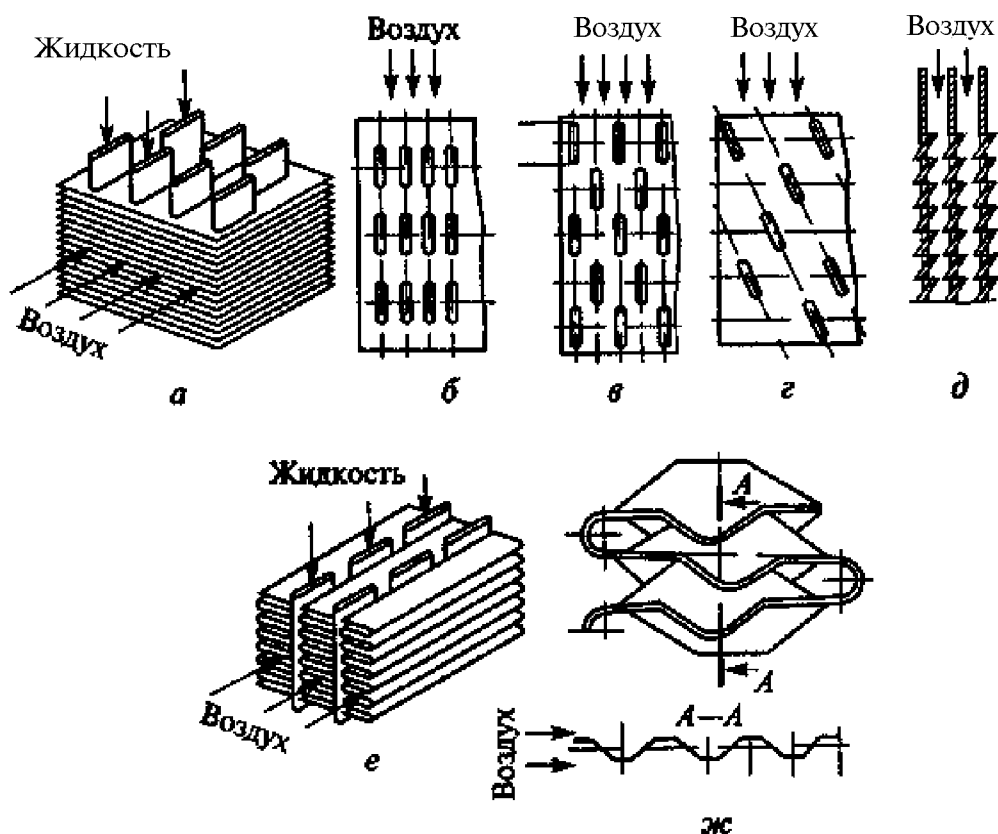 Жидкость
Воздух
Воздух
Воздух
Воздух
Воздух
а
б
в
г
д
Жидкость
А
А
Воздух
е
А—А
Воздух
ж